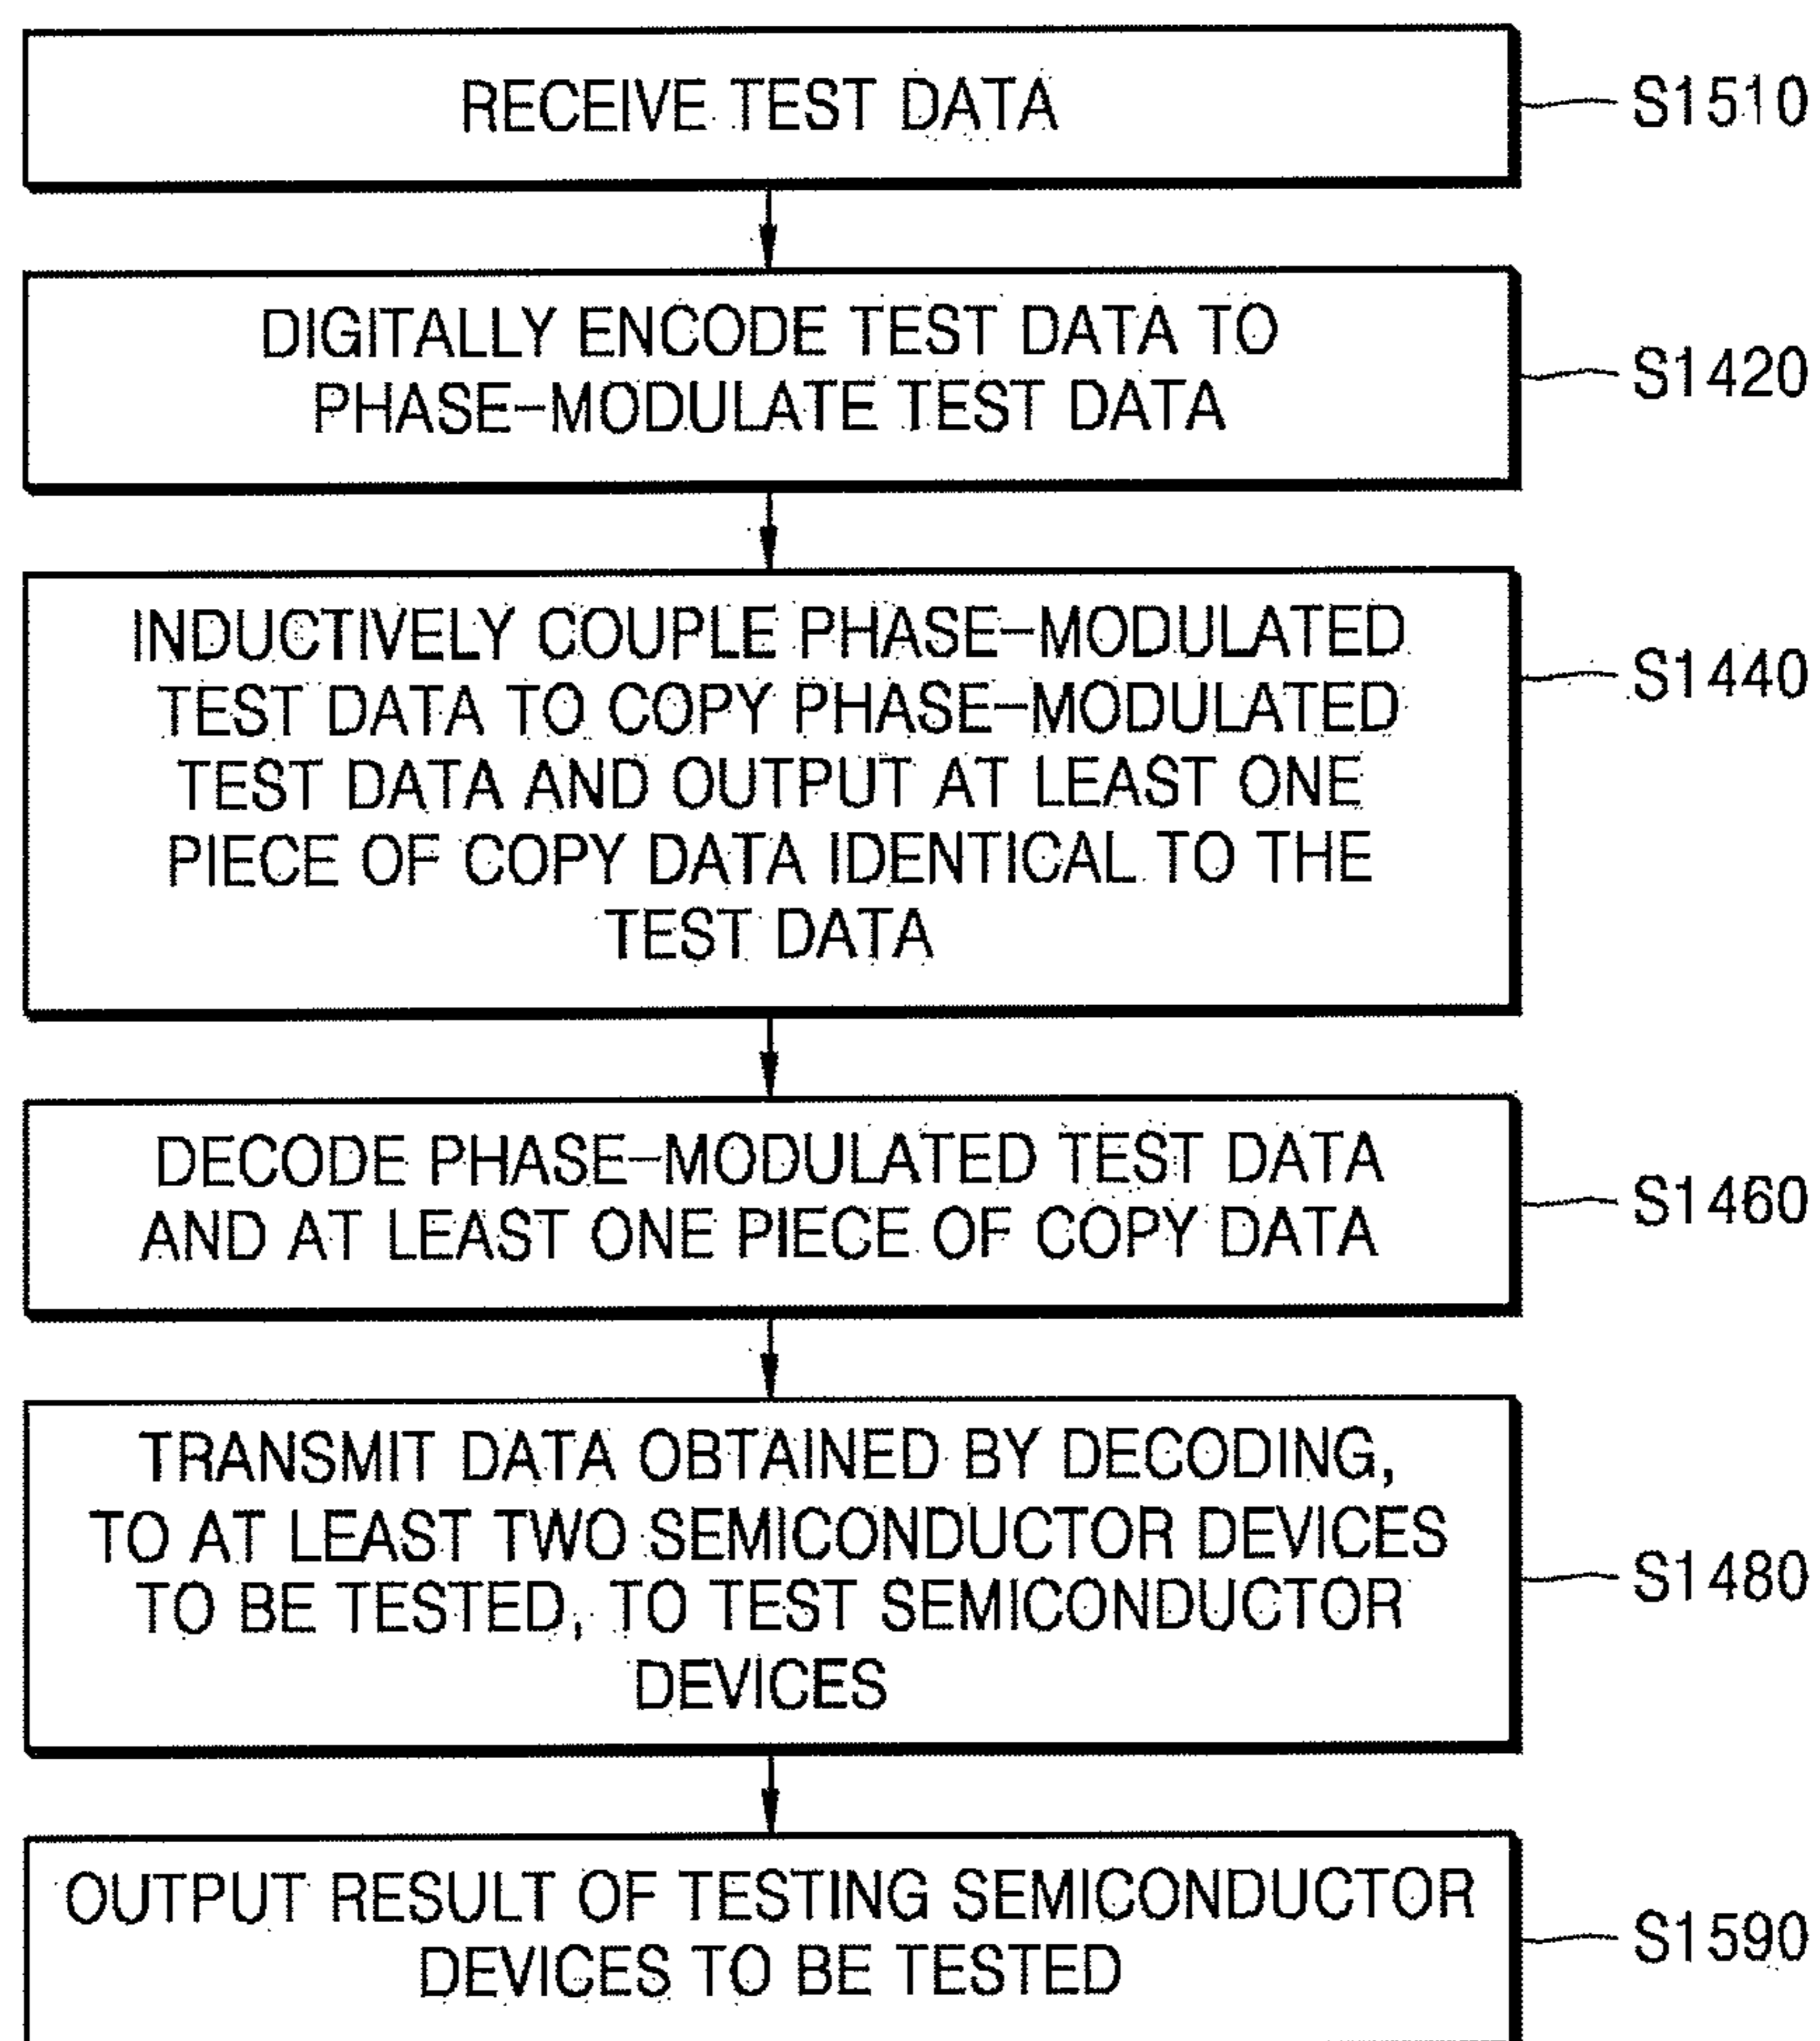 RECEIVE TEST DATA
S1510
DIGITALLY ENCODE TEST DATA TO
PHASE-MODULATE TEST DATA
S1420
INDUCTIVELY COUPLE PHASE-MODULATED
TEST DATA TO COPY PHASE-MODULATED
TEST DATA AND OUTPUT AT LEAST ONE
PIECE OF COPY DATA IDENTICAL TO THE
TEST DATA
S1440
DECODE PHASE-MODULATED TEST DATA
AND AT LEAST ONE PIECE OF COPY DATA
S1460
TRANSMIT DATA OBTAINED BY DECODING,
TO AT LEAST TWO SEMICONDUCTOR DEVICES
TO BE TESTED, TO TEST SEMICONDUCTOR
DEVICES
S1480
OUTPUT RESULT OF TESTING SEMICONDUCTOR
DEVICES TO BE TESTED
S1590